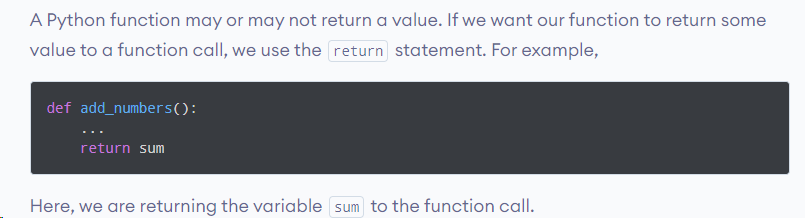 A Python function may or may not return a value. If we want our function to return some
value to a function call, we use the return statement. For example,
def add_numbers():
    ...
    return sum
Here, we are returning the variable sum to the function call.